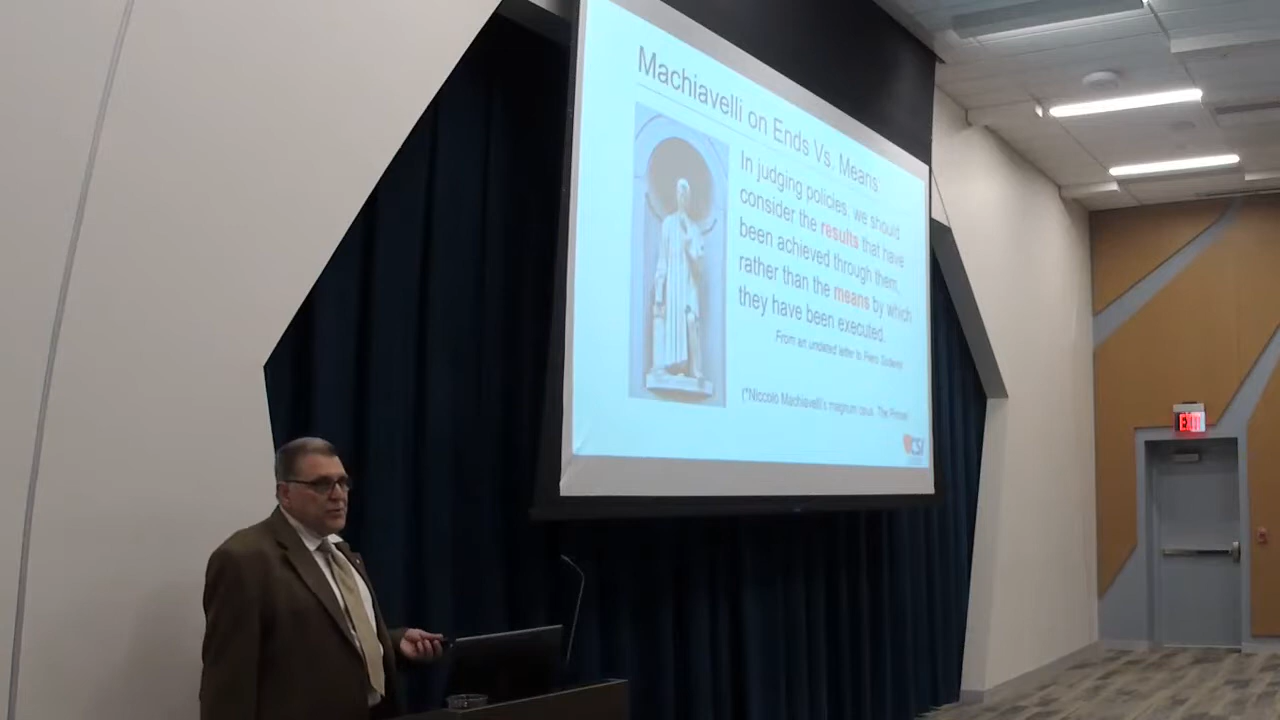 Machiavelli on Ends Vs. Means*
In judging policies, we should
consider the results that have
been achieved through them,
rather than the means by which
they have been executed.
From an undated letter to Piero Soderini
(*Niccolo Machiavelli's magnum opus, The Prince)
CSI
EXIT